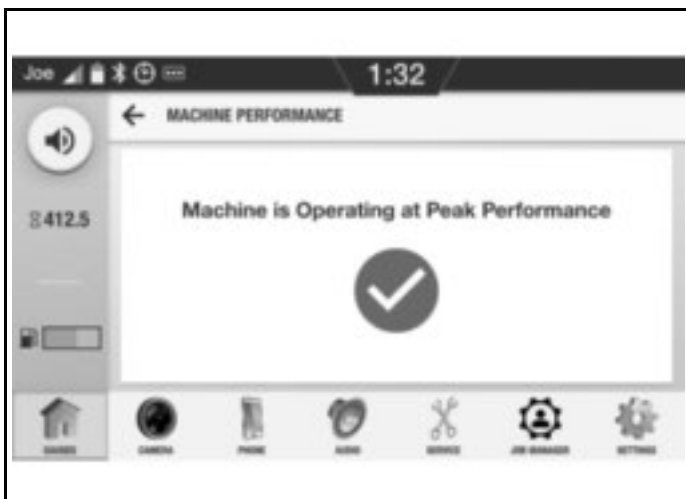 Joe
1:32
MACHINE PERFORMANCE
412.5
Machine is Operating at Peak Performance
GAUGES
CAMERA
PHONE
AUDIO
SERVICE
JOB MANAGER
SETTINGS